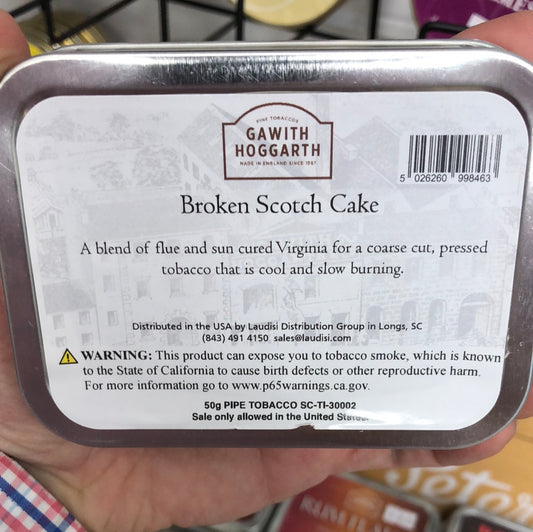 FINE TOBACCOS
GAWITH
HOGGARTH
MADE IN ENGLAND SINCE 1887
5 026260 998463
Broken Scotch Cake
A blend of flue and sun cured Virginia for a coarse cut, pressed
tobacco that is cool and slow burning.
Distributed in the USA by Laudisi Distribution Group in Longs, SC
(843) 491 4150 sales@laudisi.com
WARNING: This product can expose you to tobacco smoke, which is known
to the State of California to cause birth defects or other reproductive harm.
For more information go to www.p65warnings.ca.gov.
50g PIPE TOBACCO SC-TI-30002
Sale only allowed in the United States.